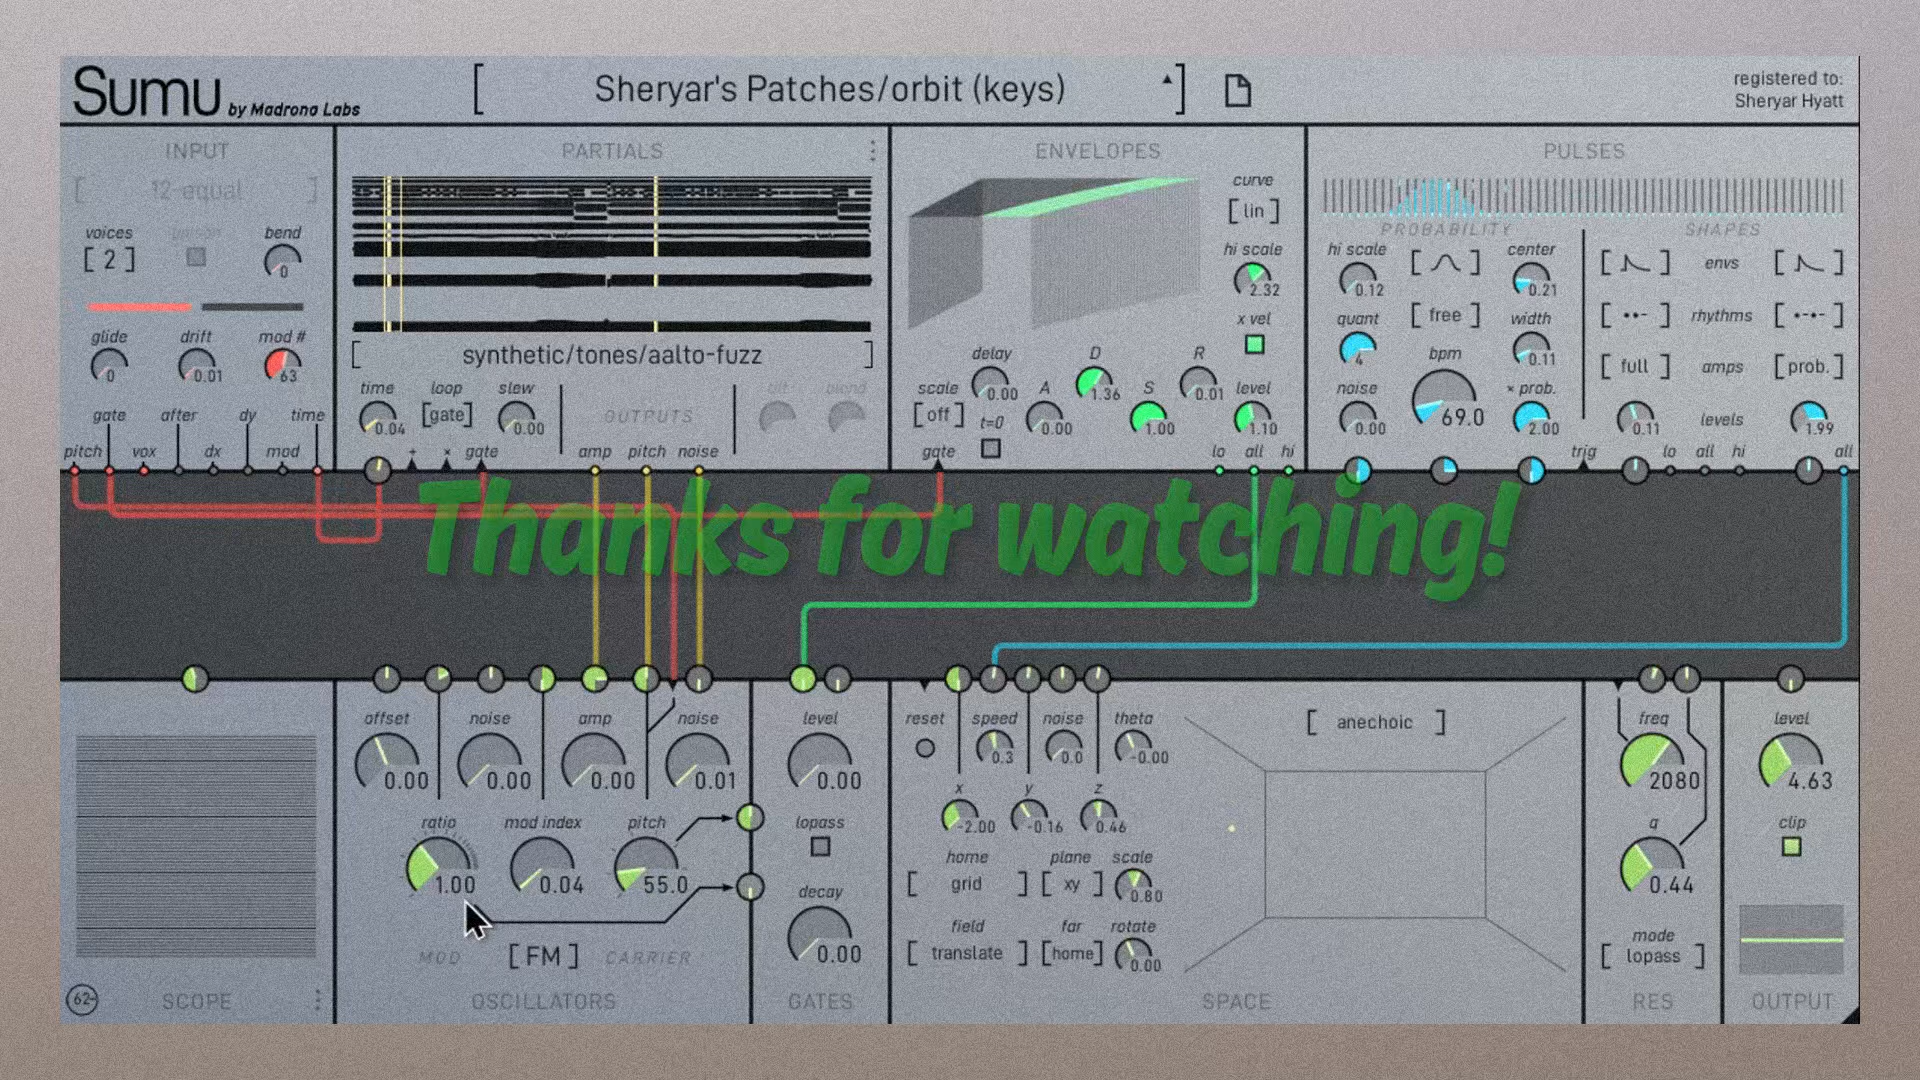 Sumu by Madrona Labs
Sheryar's Patches/orbit (keys)
registered to:
Sheryar Hyatt
INPUT
12-equal
voices
bend
2
0
glide
drift
mod #
0
0.01
63
gate
after
dy
time
pitch
vox
dx
mod
PARTIALS
synthetic/tones/aalto-fuzz
time
loop
slew
0.04
gate
0.00
OUTPUTS
tilt
blend
+
×
gate
amp
pitch
noise
ENVELOPES
curve
lin
hi scale
2.32
x vel
delay
D
R
0.00
1.36
0.01
scale
A
S
level
off
t=0
0.00
1.00
1.10
gate
lo
all
hi
PULSES
PROBABILITY
SHAPES
hi scale
center
envs
0.12
0.21
quant
free
width
rhythms
4
bpm
0.11
full
amps
prob.
noise
× prob.
0.00
69.0
2.00
0.11
levels
1.99
trig
lo
all
hi
all
Thanks for watching!
62
SCOPE
offset
noise
amp
noise
0.00
0.00
0.00
0.01
ratio
mod index
pitch
1.00
0.04
55.0
MOD
FM
CARRIER
OSCILLATORS
level
0.00
lopass
decay
0.00
GATES
reset
speed
noise
theta
0.3
0.0
-0.00
x
y
z
-2.00
-0.16
0.46
home
plane
scale
grid
xy
0.80
field
far
rotate
translate
home
0.00
anechoic
SPACE
freq
2080
q
0.44
mode
lopass
RES
level
4.63
clip
OUTPUT